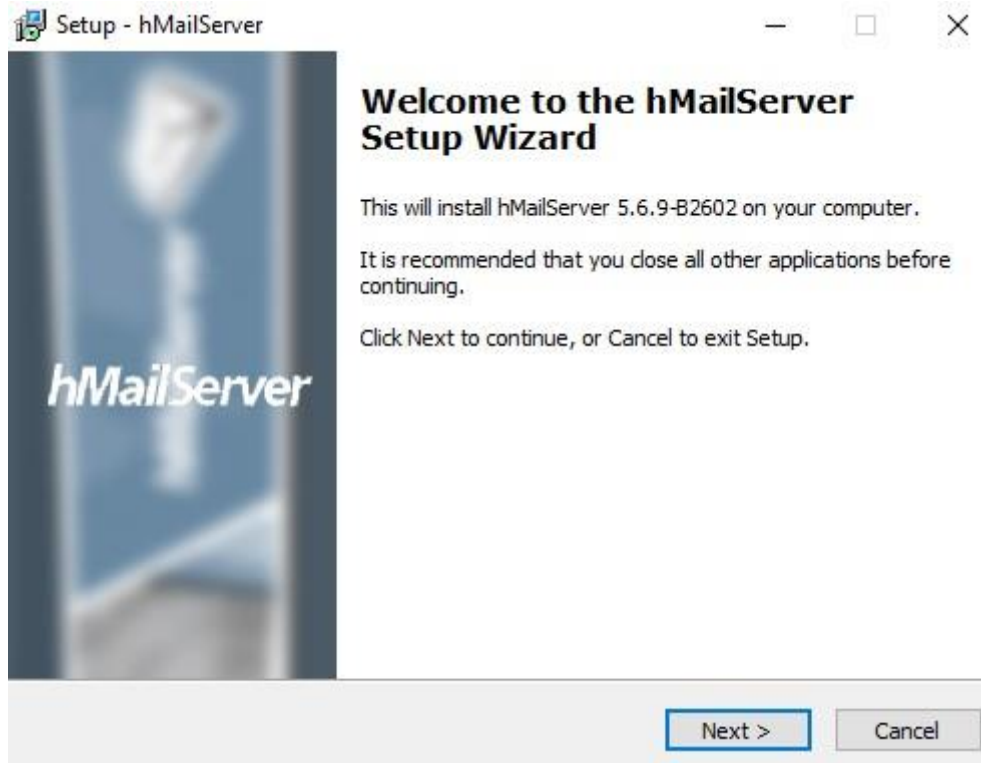 Setup - hMailServer
Welcome to the hMailServer
Setup Wizard
This will install hMailServer 5.6.9-B2602 on your computer.
It is recommended that you close all other applications before
continuing.
Click Next to continue, or Cancel to exit Setup.
hMailServer
Next >
Cancel